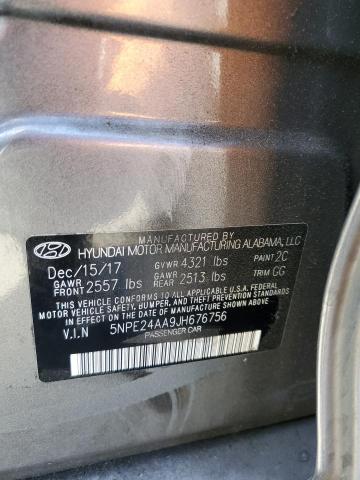 MANUFACTURED BY
HYUNDAI MOTOR MANUFACTURING ALABAMA, LLC
Dec/15/17 GVWR 4321 lbs PAINT 2C
GAWR FRONT 2557 lbs GAWR REAR 2513 lbs TRIM GG
THIS VEHICLE CONFORMS TO ALL APPLICABLE U.S. FEDERAL
MOTOR VEHICLE SAFETY, BUMPER, AND THEFT PREVENTION
STANDARDS IN EFFECT ON THE DATE OF MANUFACTURE SHOWN ABOVE.
V.I.N 5NPE24AA9JH676756
PASSENGER CAR